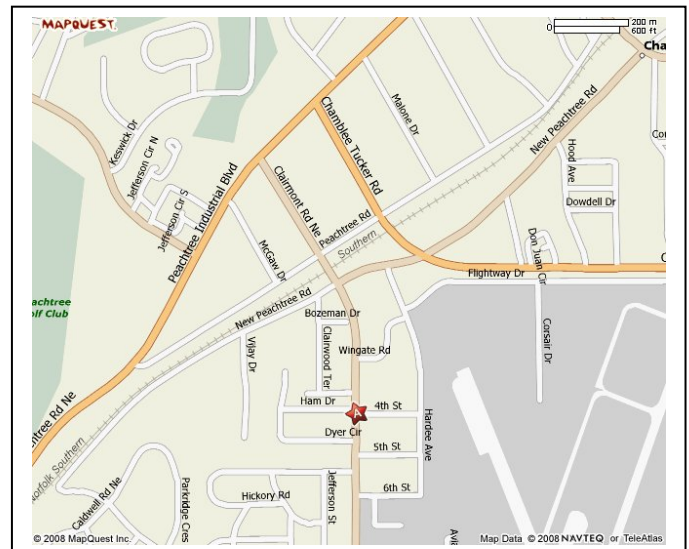 MAPQUEST
0
200 m
600 ft
Cha
New Peachtree Rd
Malone Dr
Chamblee Tucker Rd
Keswick Dr
Jefferson Cir N
Jefferson Cir S
Peachtree Industrial Blvd
Clairmont Rd Ne
Peachtree Rd
Southern
Hood Ave
Dowdell Dr
Don Juan Cir
McGaw Dr
Flightway Dr
New Peachtree Rd
achtree
olf Club
Bozeman Dr
Corsair Dr
Vijay Dr
Clairwood Ter
Wingate Rd
Ham Dr
A
4th St
Hardee Ave
Dyer Cir
5th St
htree Rd Ne
Norfolk Southern
Caldwell Rd Ne
Parkridge Cres
Hickory Rd
Jefferson St
6th St
Avia
© 2008 MapQuest Inc.
Map Data © 2008 NAVTEQ or TeleAtlas